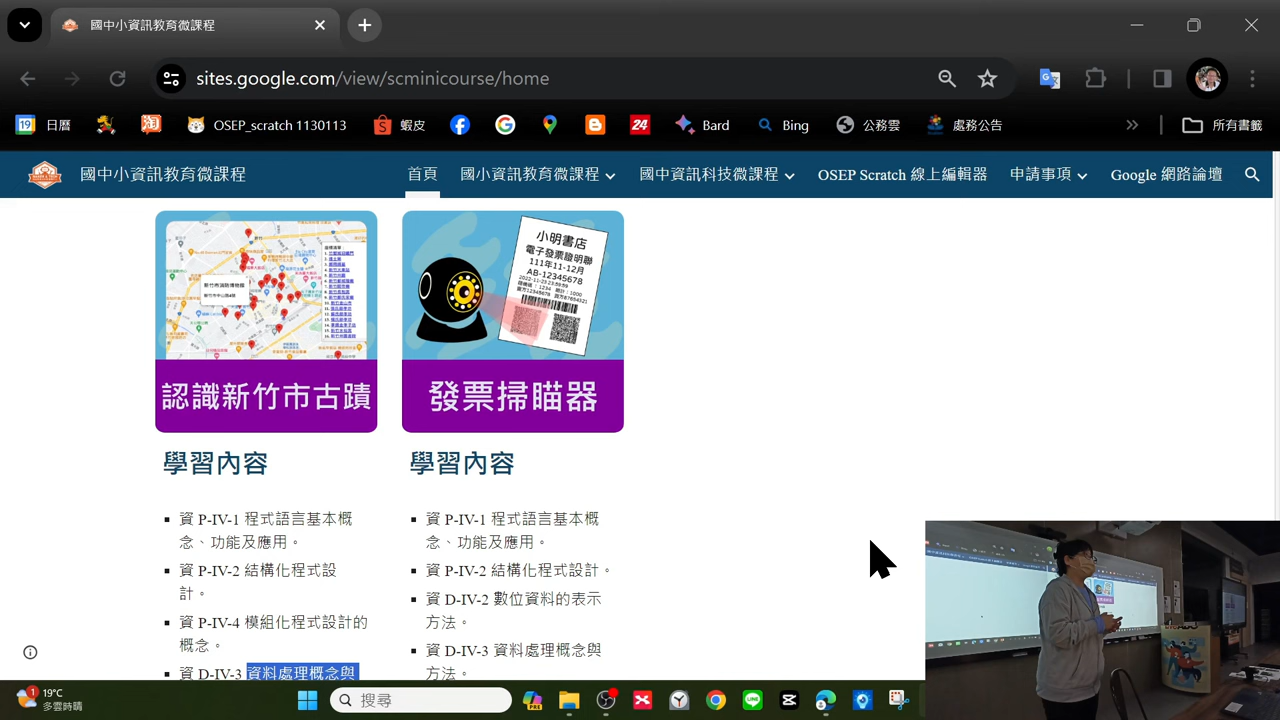 國中小資訊教育微課程
sites.google.com/view/scminicourse/home
19 日曆 淘 OSEP_scratch 1130113 蝦皮 24 Bard Bing 公務雲 處務公告 所有書籤
國中小資訊教育微課程 首頁 國小資訊教育微課程 國中資訊科技微課程 OSEP Scratch 線上編輯器 申請事項 Google 網路論壇
認識新竹市古蹟
小明書店
電子發票證明聯
111年11-12月
AB-12345678
發票掃瞄器
學習內容
資 P-IV-1 程式語言基本概
念、功能及應用。
資 P-IV-2 結構化程式設
計。
資 P-IV-4 模組化程式設計的
概念。
資 D-IV-3 資料處理概念與
學習內容
資 P-IV-1 程式語言基本概
念、功能及應用。
資 P-IV-2 結構化程式設計。
資 D-IV-2 數位資料的表示
方法。
資 D-IV-3 資料處理概念與
方法。
1 19°C
多雲時晴
搜尋